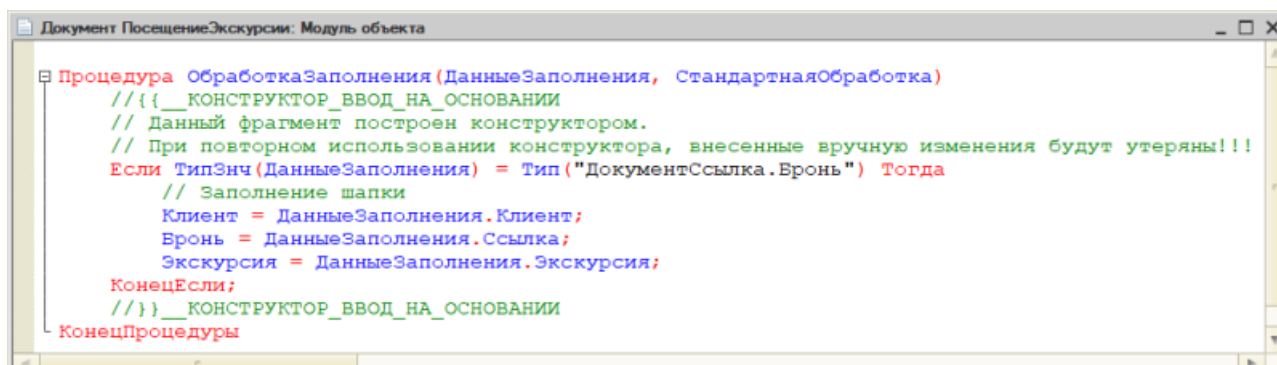 Документ ПосещениеЭкскурсии: Модуль объекта
Процедура ОбработкаЗаполнения(ДанныеЗаполнения, СтандартнаяОбработка)
//{{__КОНСТРУКТОР_ВВОД_НА_ОСНОВАНИИ
// Данный фрагмент построен конструктором.
// При повторном использовании конструктора, внесенные вручную изменения будут утеряны!!!
Если ТипЗнч(ДанныеЗаполнения) = Тип("ДокументСсылка.Бронь") Тогда
// Заполнение шапки
Клиент = ДанныеЗаполнения.Клиент;
Бронь = ДанныеЗаполнения.Ссылка;
Экскурсия = ДанныеЗаполнения.Экскурсия;
КонецЕсли;
//}}__КОНСТРУКТОР_ВВОД_НА_ОСНОВАНИИ
КонецПроцедуры